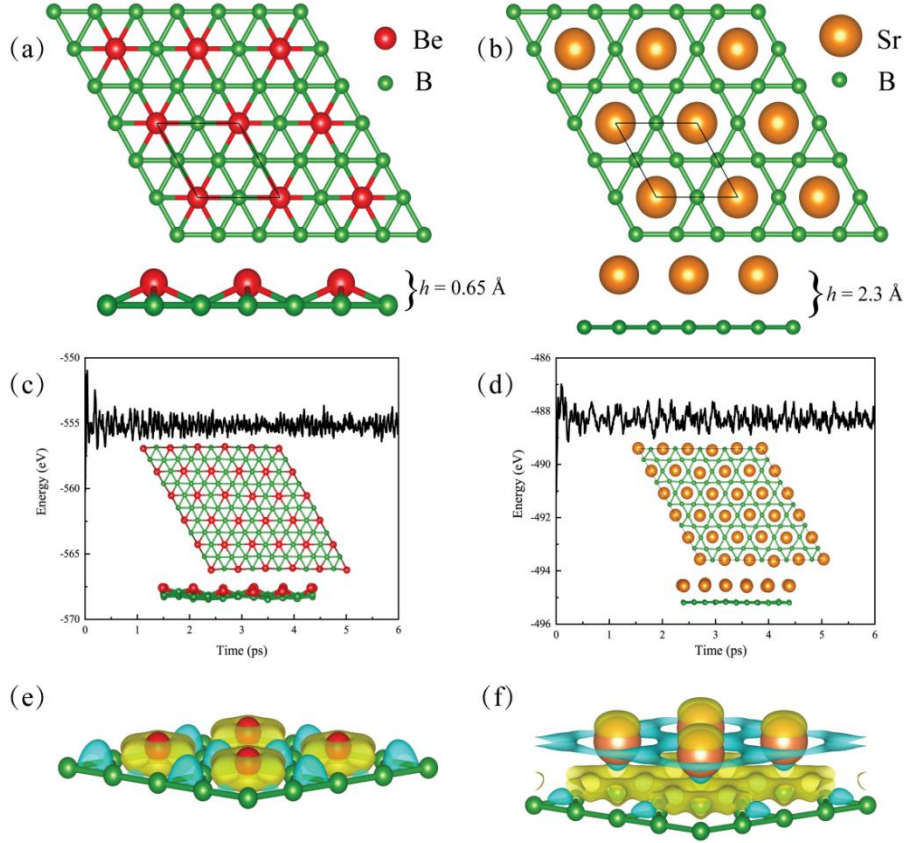 (a)
Be
B
(b)
Sr
B
} h = 0.65 Å
} h = 2.3 Å
(c)
-550
-555
-560
-565
-570
Energy (eV)
0 1 2 3 4 5 6
Time (ps)
(d)
-486
-488
-490
-492
-494
-496
Energy (eV)
0 1 2 3 4 5 6
Time (ps)
(e)
(f)